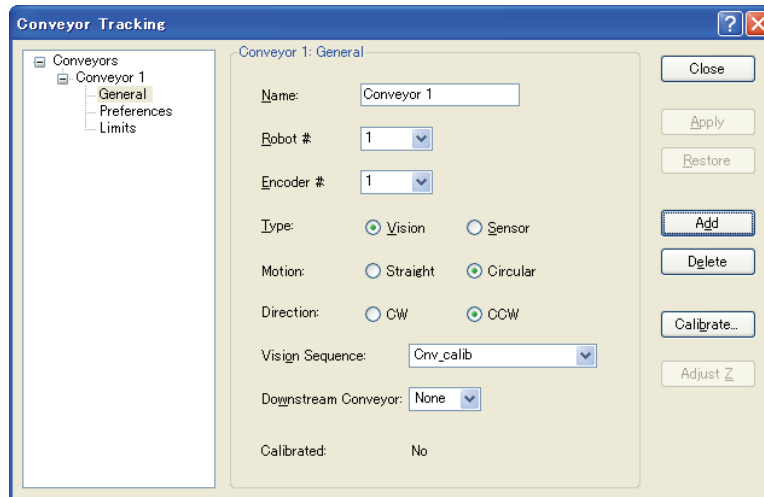 Conveyor Tracking
Conveyors
Conveyor 1
General
Preferences
Limits
Conveyor 1: General
Name: Conveyor 1
Robot # 1
Encoder # 1
Type: Vision Sensor
Motion: Straight Circular
Direction: CW CCW
Vision Sequence: Cnv_calib
Downstream Conveyor: None
Calibrated: No
Close
Apply
Restore
Add
Delete
Calibrate...
Adjust Z